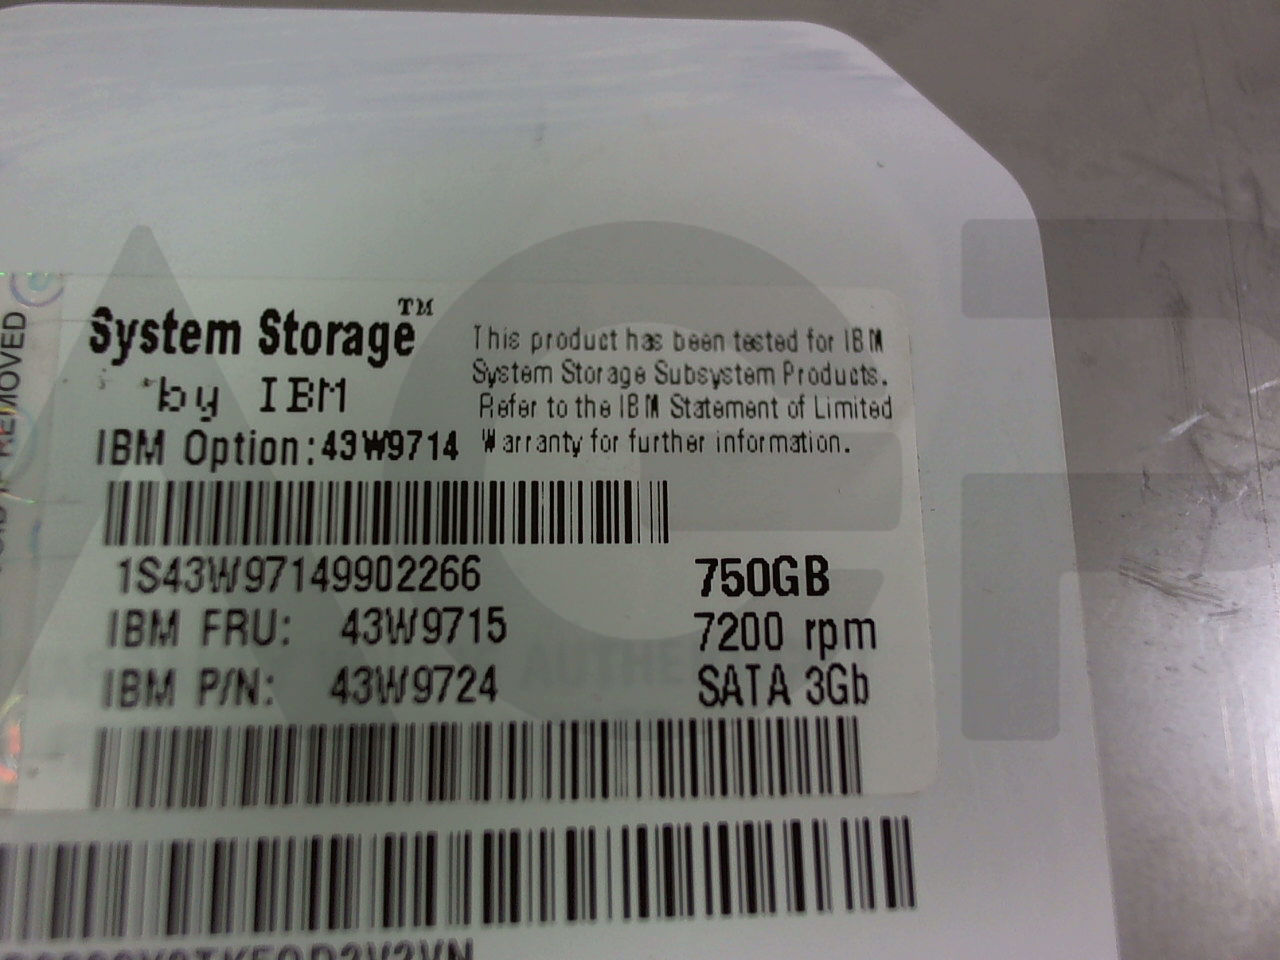 System Storage™
by IBM
IBM Option: 43W9714
This product has been tested for IBM
System Storage Subsystem Products.
Refer to the IBM Statement of Limited
Warranty for further information.
1S43W97149902266
750GB
IBM FRU: 43W9715
7200 rpm
IBM P/N: 43W9724
SATA 3Gb
REMOVED